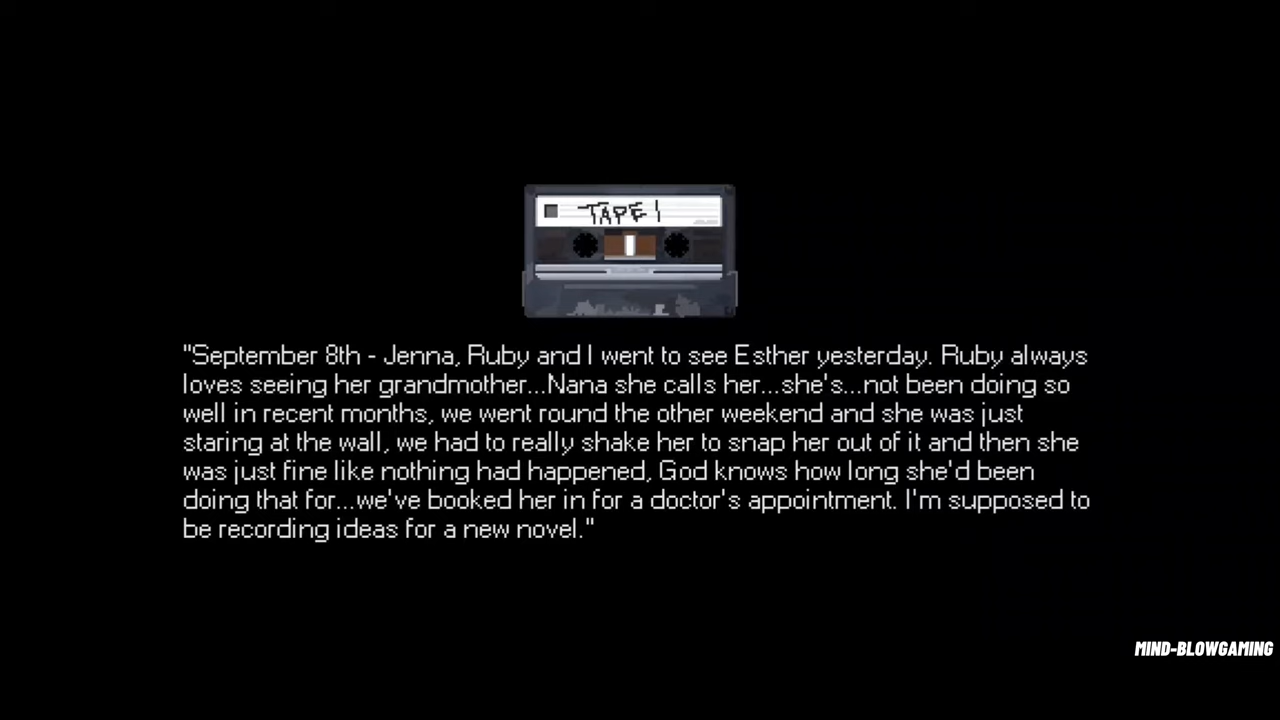 TAPE 1
"September 8th - Jenna, Ruby and I went to see Esther yesterday. Ruby always
loves seeing her grandmother...Nana she calls her...she's...not been doing so
well in recent months, we went round the other weekend and she was just
staring at the wall, we had to really shake her to snap her out of it and then she
was just fine like nothing had happened, God knows how long she'd been
doing that for...we've booked her in for a doctor's appointment. I'm supposed to
be recording ideas for a new novel."
MIND-BLOWGAMING